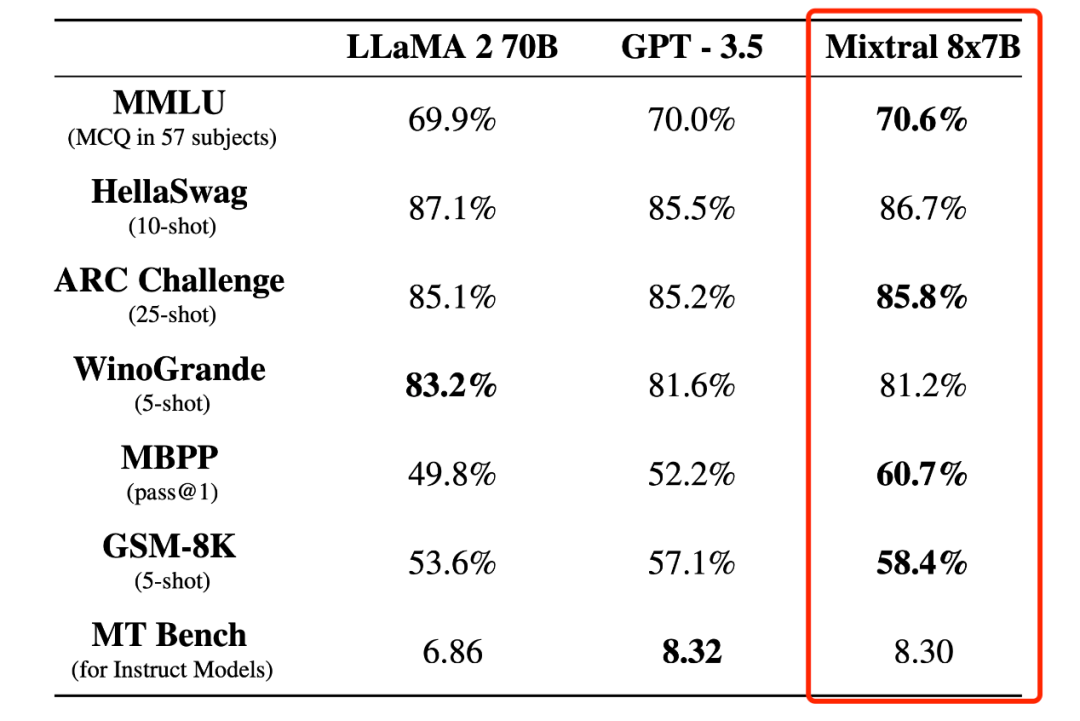 LLaMA 2 70B GPT - 3.5 Mixtral 8x7B
MMLU
(MCQ in 57 subjects) 69.9% 70.0% 70.6%
HellaSwag
(10-shot) 87.1% 85.5% 86.7%
ARC Challenge
(25-shot) 85.1% 85.2% 85.8%
WinoGrande
(5-shot) 83.2% 81.6% 81.2%
MBPP
(pass@1) 49.8% 52.2% 60.7%
GSM-8K
(5-shot) 53.6% 57.1% 58.4%
MT Bench
(for Instruct Models) 6.86 8.32 8.30